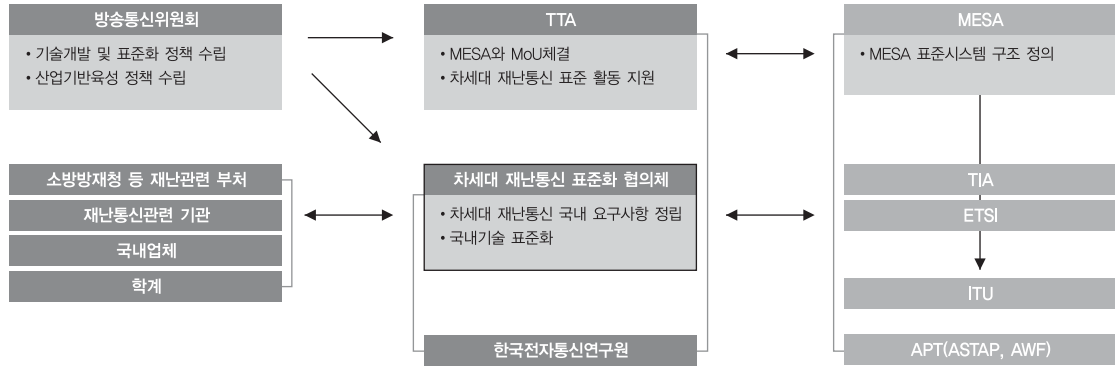 방송통신위원회
• 기술개발 및 표준화 정책 수립
• 산업기반육성 정책 수립
TTA
• MESA와 MoU체결
• 차세대 재난통신 표준 활동 지원
MESA
• MESA 표준시스템 구조 정의
소방방재청 등 재난관련 부처
재난통신관련 기관
국내업체
학계
차세대 재난통신 표준화 협의체
• 차세대 재난통신 국내 요구사항 정립
• 국내기술 표준화
한국전자통신연구원
TIA
ETSI
ITU
APT(ASTAP, AWF)